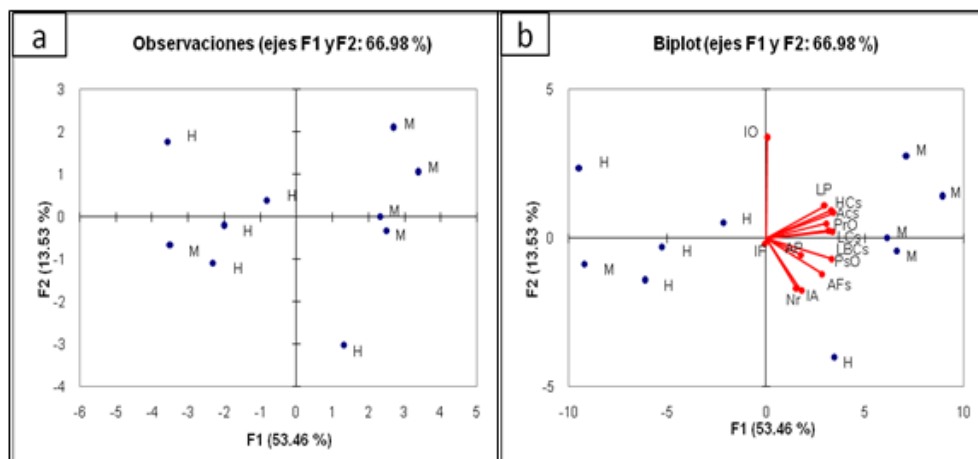 a
Observaciones (ejes F1 y F2: 66.98 %)
3
2
1
0
-1
-2
-3
-4
-6
-5
-4
-3
-2
-1
0
1
2
3
4
5
F1 (53.46 %)
F2 (13.53 %)
H
M
M
H
M
H
M
M
H
H
b
Biplot (ejes F1 y F2: 66.98 %)
5
0
-5
-10
-5
0
5
10
F1 (53.46 %)
F2 (13.53 %)
IO
H
M
LP
HCs
Acs
M
H
PrO
LCs
M
H
IF
AP
LBCs
M
PsO
M
H
AFs
Nr
IA
H